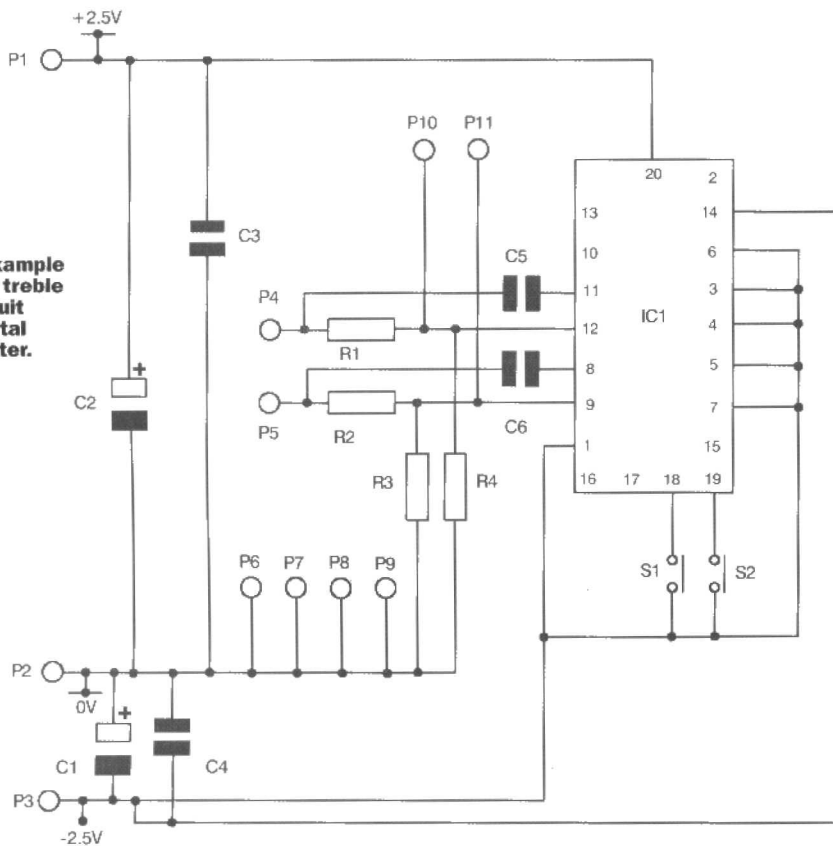 +2.5V
P1
P10 P11
20 2
13 14
C3
10 6
xample
treble
uit
tal
ter.
C5
P4
11 3
IC1
12 4
R1
8 5
C2
+
P5
R2
C6
9 7
1 15
R3 R4
16 17 18 19
P6 P7 P8 P9
S1 S2
P2
0V
+
C1 C4
P3
-2.5V